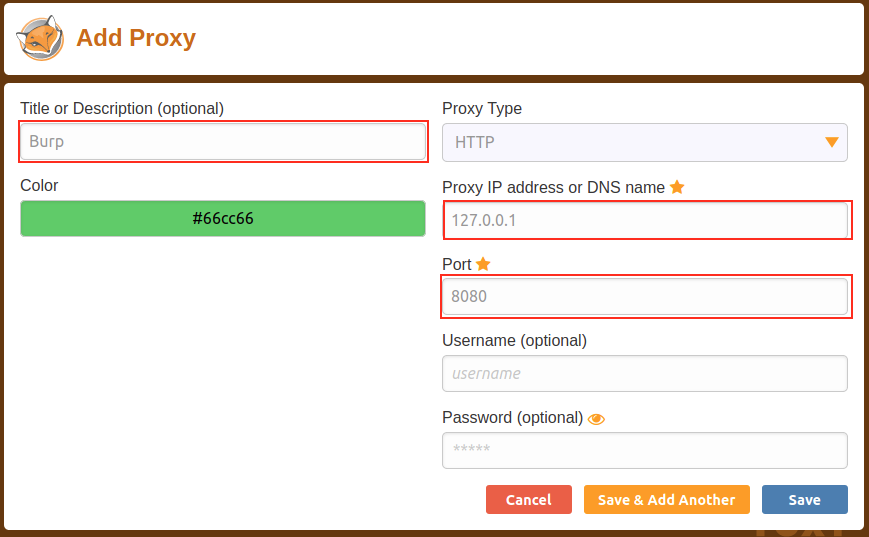 Add Proxy
Title or Description (optional)
Burp
Color
#66cc66
Proxy Type
HTTP
Proxy IP address or DNS name
127.0.0.1
Port
8080
Username (optional)
username
Password (optional)
*****
Cancel
Save & Add Another
Save